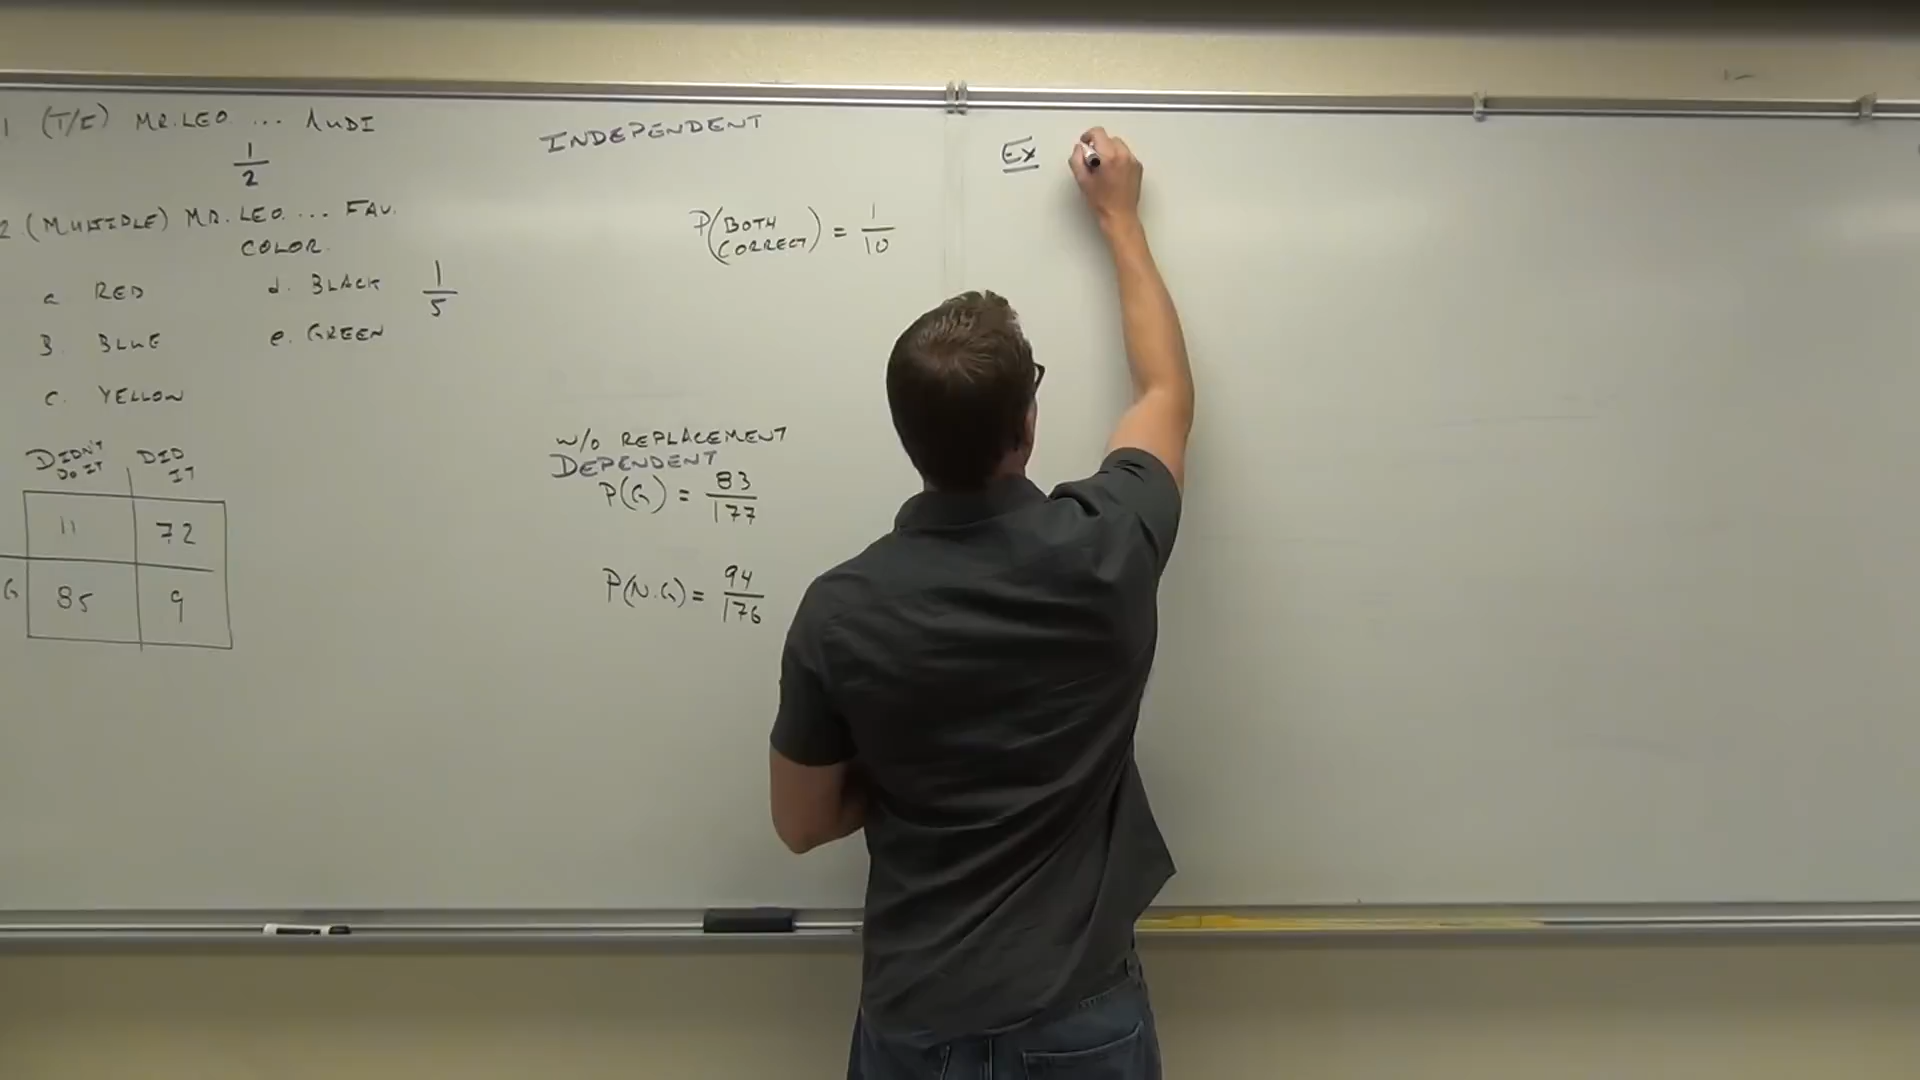 1. (T/F) MR. LEO. ... AUDI
1/2
2. (MULTIPLE) MR. LEO. ... FAV.
COLOR.
a RED
d. BLACK 1/5
B. BLUE
e. GREEN
C. YELLOW
DIDN'T DO IT
DID IT
11 72
G 85 9
INDEPENDENT
P(BOTH CORRECT) = 1/10
W/O REPLACEMENT
DEPENDENT
P(G) = 83/177
P(N.G) = 94/176
Ex